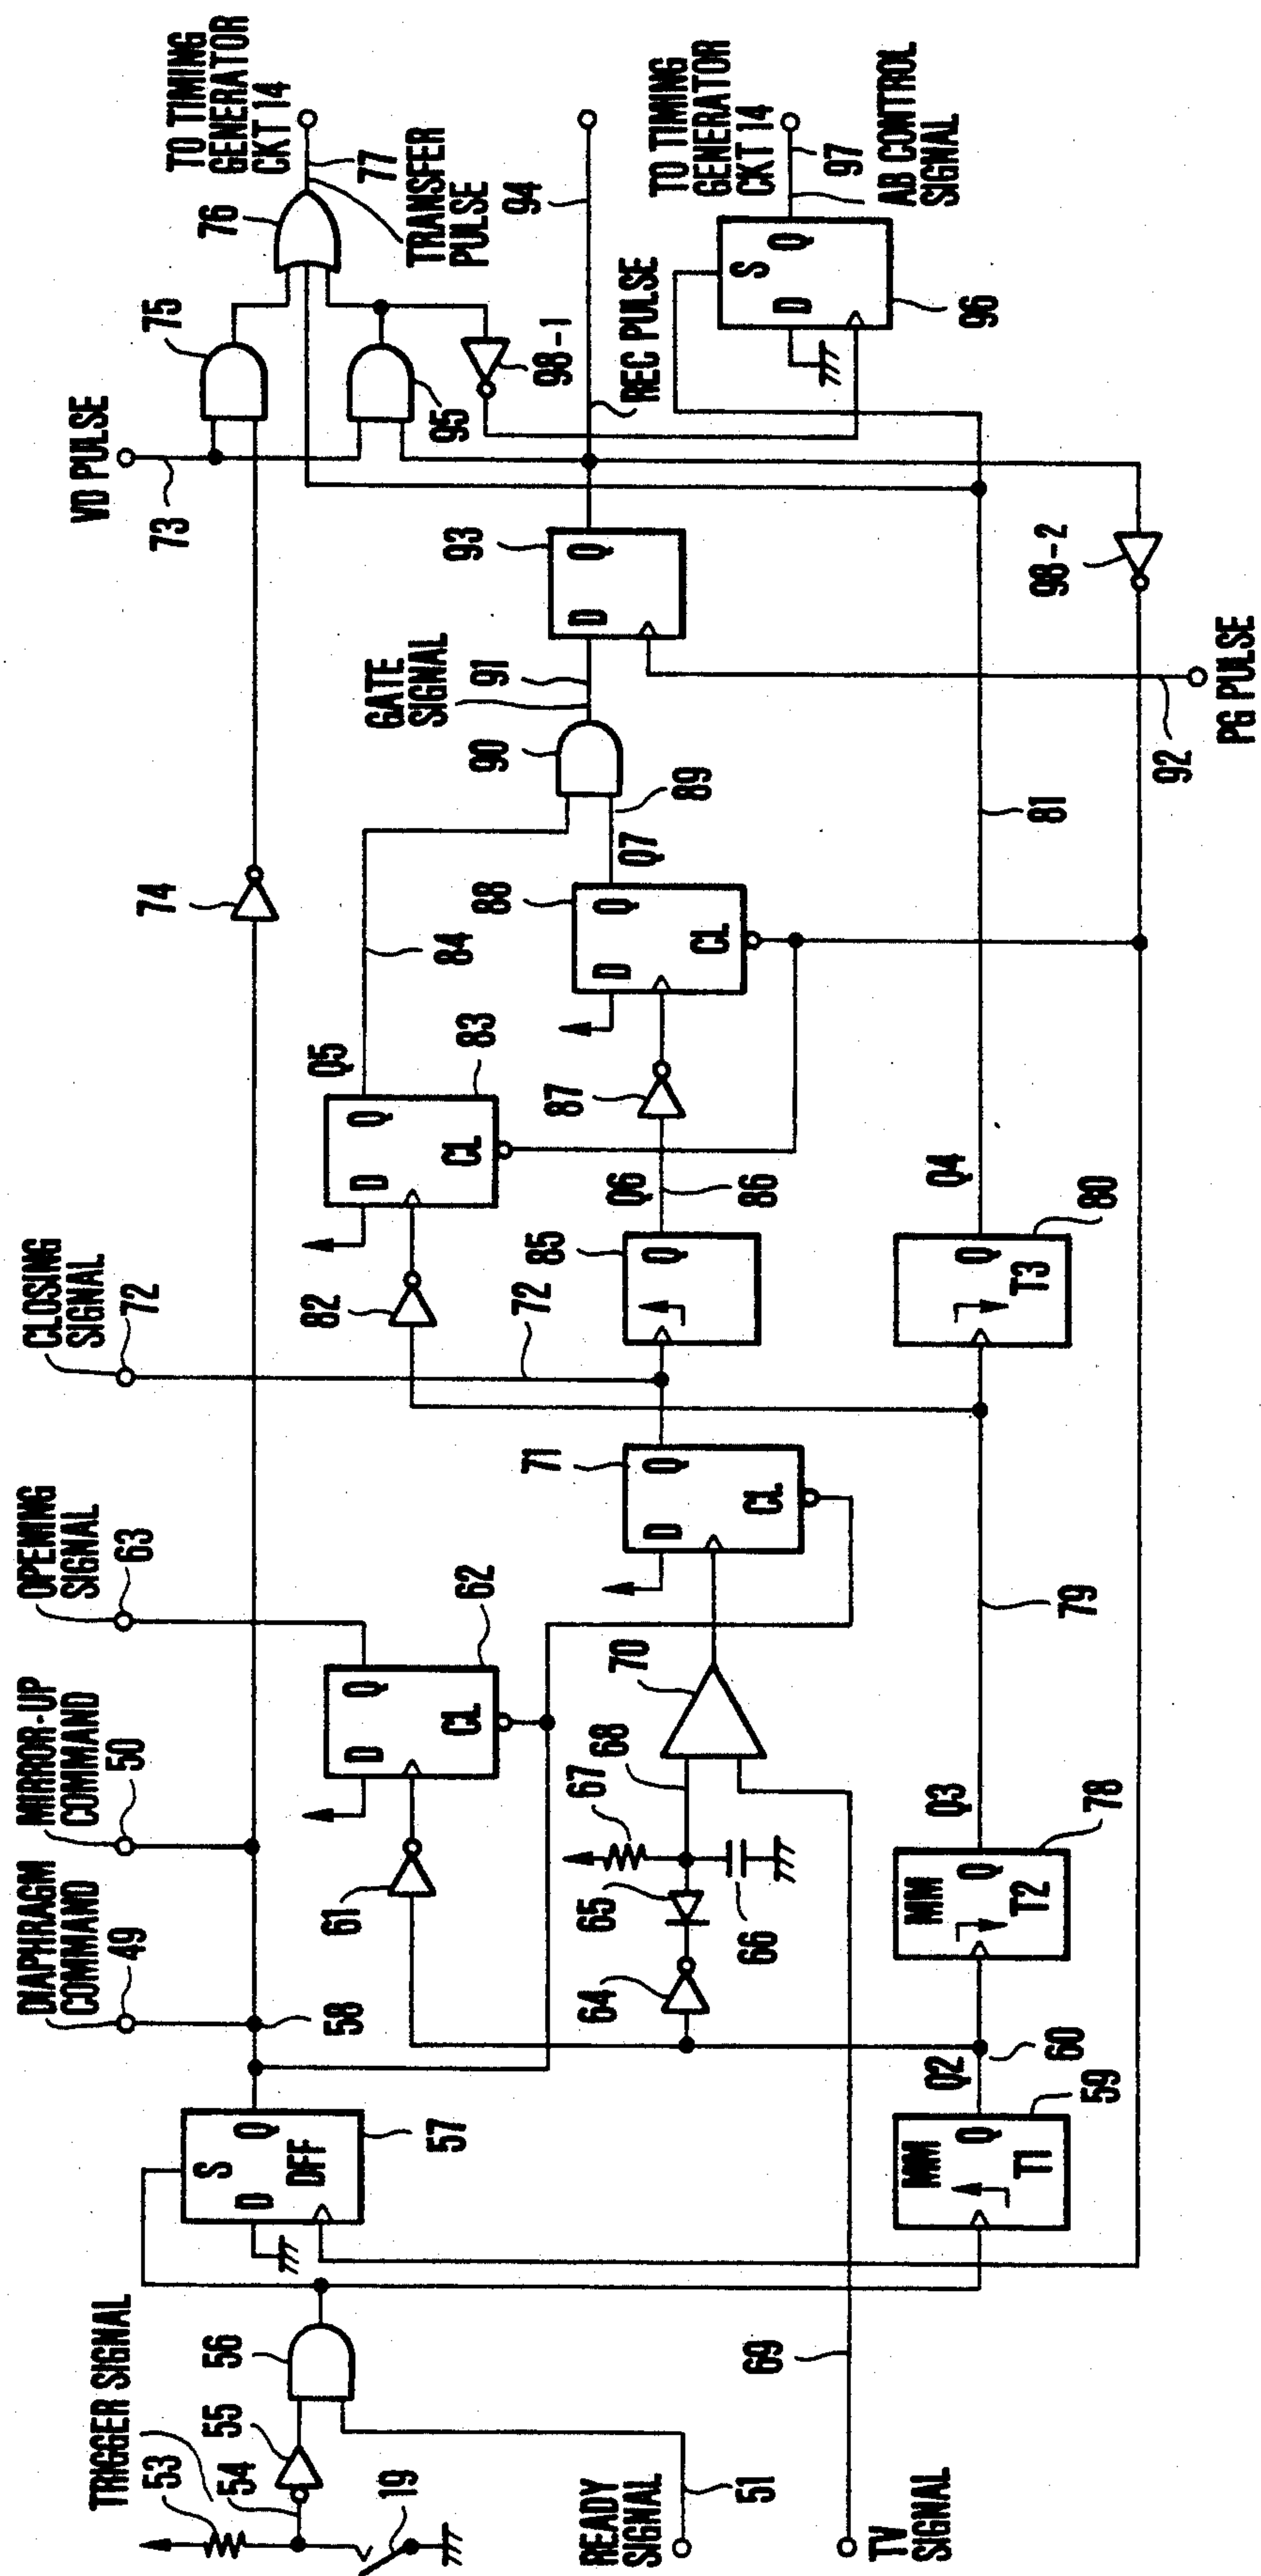 TRIGGER SIGNAL
53
54
55
56
19
READY
SIGNAL
51
TV
SIGNAL
69
S
D
Q
DFF
57
58
DIAPHRAGM
COMMAND
49
MIRROR-UP
COMMAND
50
MM
Q
T1
59
Q2
60
61
D
Q
CL
62
OPENING
SIGNAL
63
64
65
66
67
68
70
MM
Q
T2
78
Q3
79
D
Q
CL
71
CLOSING
SIGNAL
72
72
82
D
Q
CL
83
Q5
84
Q
85
Q6
86
87
D
Q
CL
88
Q7
89
Q
T3
80
Q4
81
74
90
GATE
SIGNAL
91
D
Q
93
PG PULSE
92
98-2
VD PULSE
73
75
95
76
98-1
TO TIMING
GENERATOR
CKT 14
77
TRANSFER
PULSE
94
REC PULSE
S
D
Q
96
TO TIMING
GENERATOR
CKT 14
97
AB CONTROL
SIGNAL